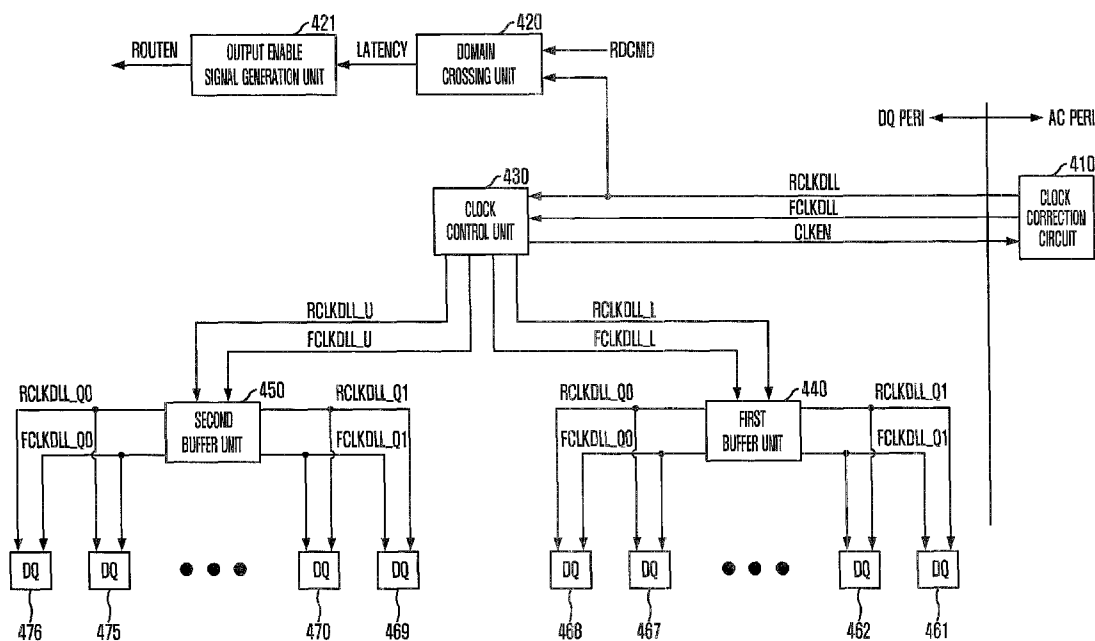 421
420
ROUTEN
OUTPUT ENABLE
SIGNAL GENERATION UNIT
LATENCY
DOMAIN
CROSSING UNIT
RDCMD
DQ PERI
AC PERI
430
410
CLOCK
CONTROL UNIT
RCLKDLL
FCLKDLL
CLKEN
CLOCK
CORRECTION
CIRCUIT
RCLKDLL_U
FCLKDLL_U
RCLKDLL_L
FCLKDLL_L
450
440
RCLKDLL_Q0
FCLKDLL_Q0
SECOND
BUFFER UNIT
RCLKDLL_Q1
FCLKDLL_Q1
RCLKDLL_Q0
FCLKDLL_Q0
FIRST
BUFFER UNIT
RCLKDLL_Q1
FCLKDLL_Q1
DQ
DQ
DQ
DQ
DQ
DQ
DQ
DQ
476
475
470
469
468
467
462
461